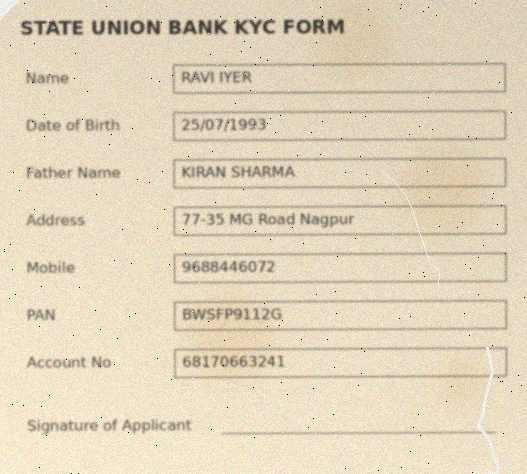 STATE UNION BANK KYC FORM
Name RAVI IYER
Date of Birth 25/07/1993
Father Name KIRAN SHARMA
Address 77-35 MG Road Nagpur
Mobile 9688446072
PAN BWSFP9112G
Account No 68170663241
Signature of Applicant